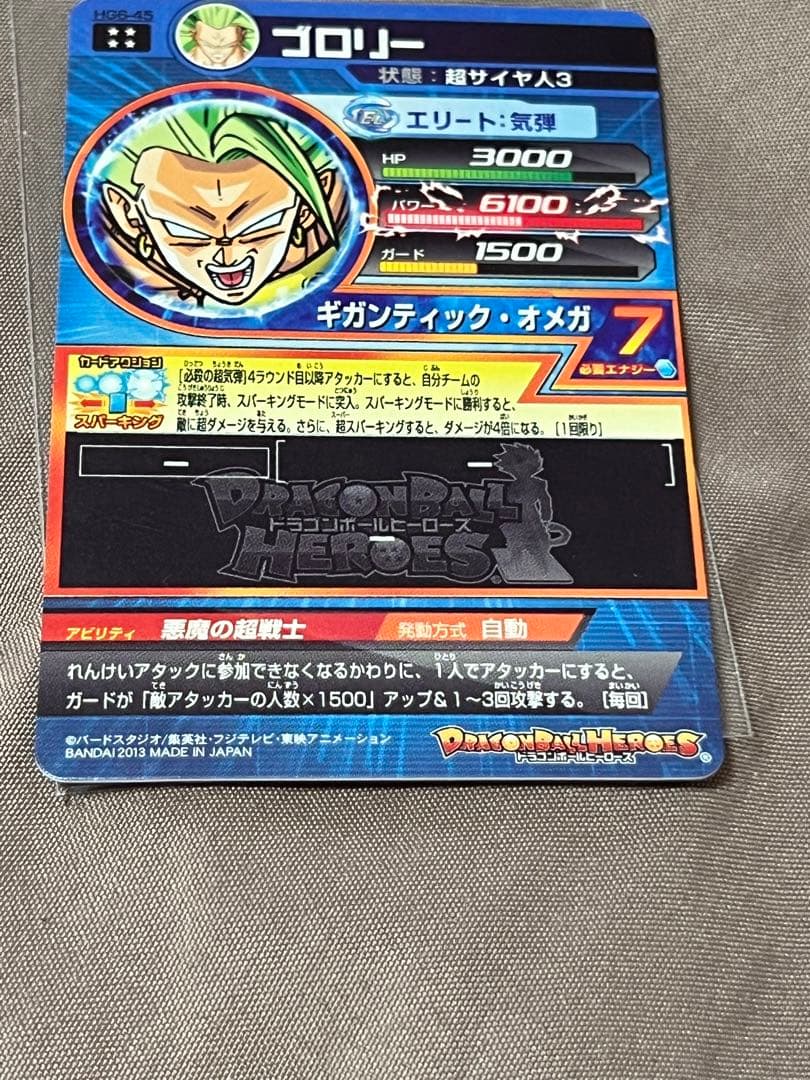 HG6-45
ブロリー
状態：超サイヤ人3
EL エリート：気弾
HP 3000
パワー 6100
ガード 1500
ギガンティック・オメガ 7
必要エナジー
カードアクション
スパーキング
[必殺の超気弾]4ラウンド目以降アタッカーにすると、自分チームの
攻撃終了時、スパーキングモードに突入。スパーキングモードに勝利すると、
敵に超ダメージを与える。さらに、超スパーキングすると、ダメージが4倍になる。[1回限り]
ー ー
DRAGON BALL
ドラゴンボールヒーローズ
ー
HEROES
アビリティ 悪魔の超戦士 発動方式 自動
れんけいアタックに参加できなくなるかわりに、1人でアタッカーにすると、
ガードが「敵アタッカーの人数×1500」アップ&1〜3回攻撃する。[毎回]
©バードスタジオ/集英社・フジテレビ・東映アニメーション
BANDAI 2013 MADE IN JAPAN
DRAGONBALL HEROES
ドラゴンボールヒーローズ ®